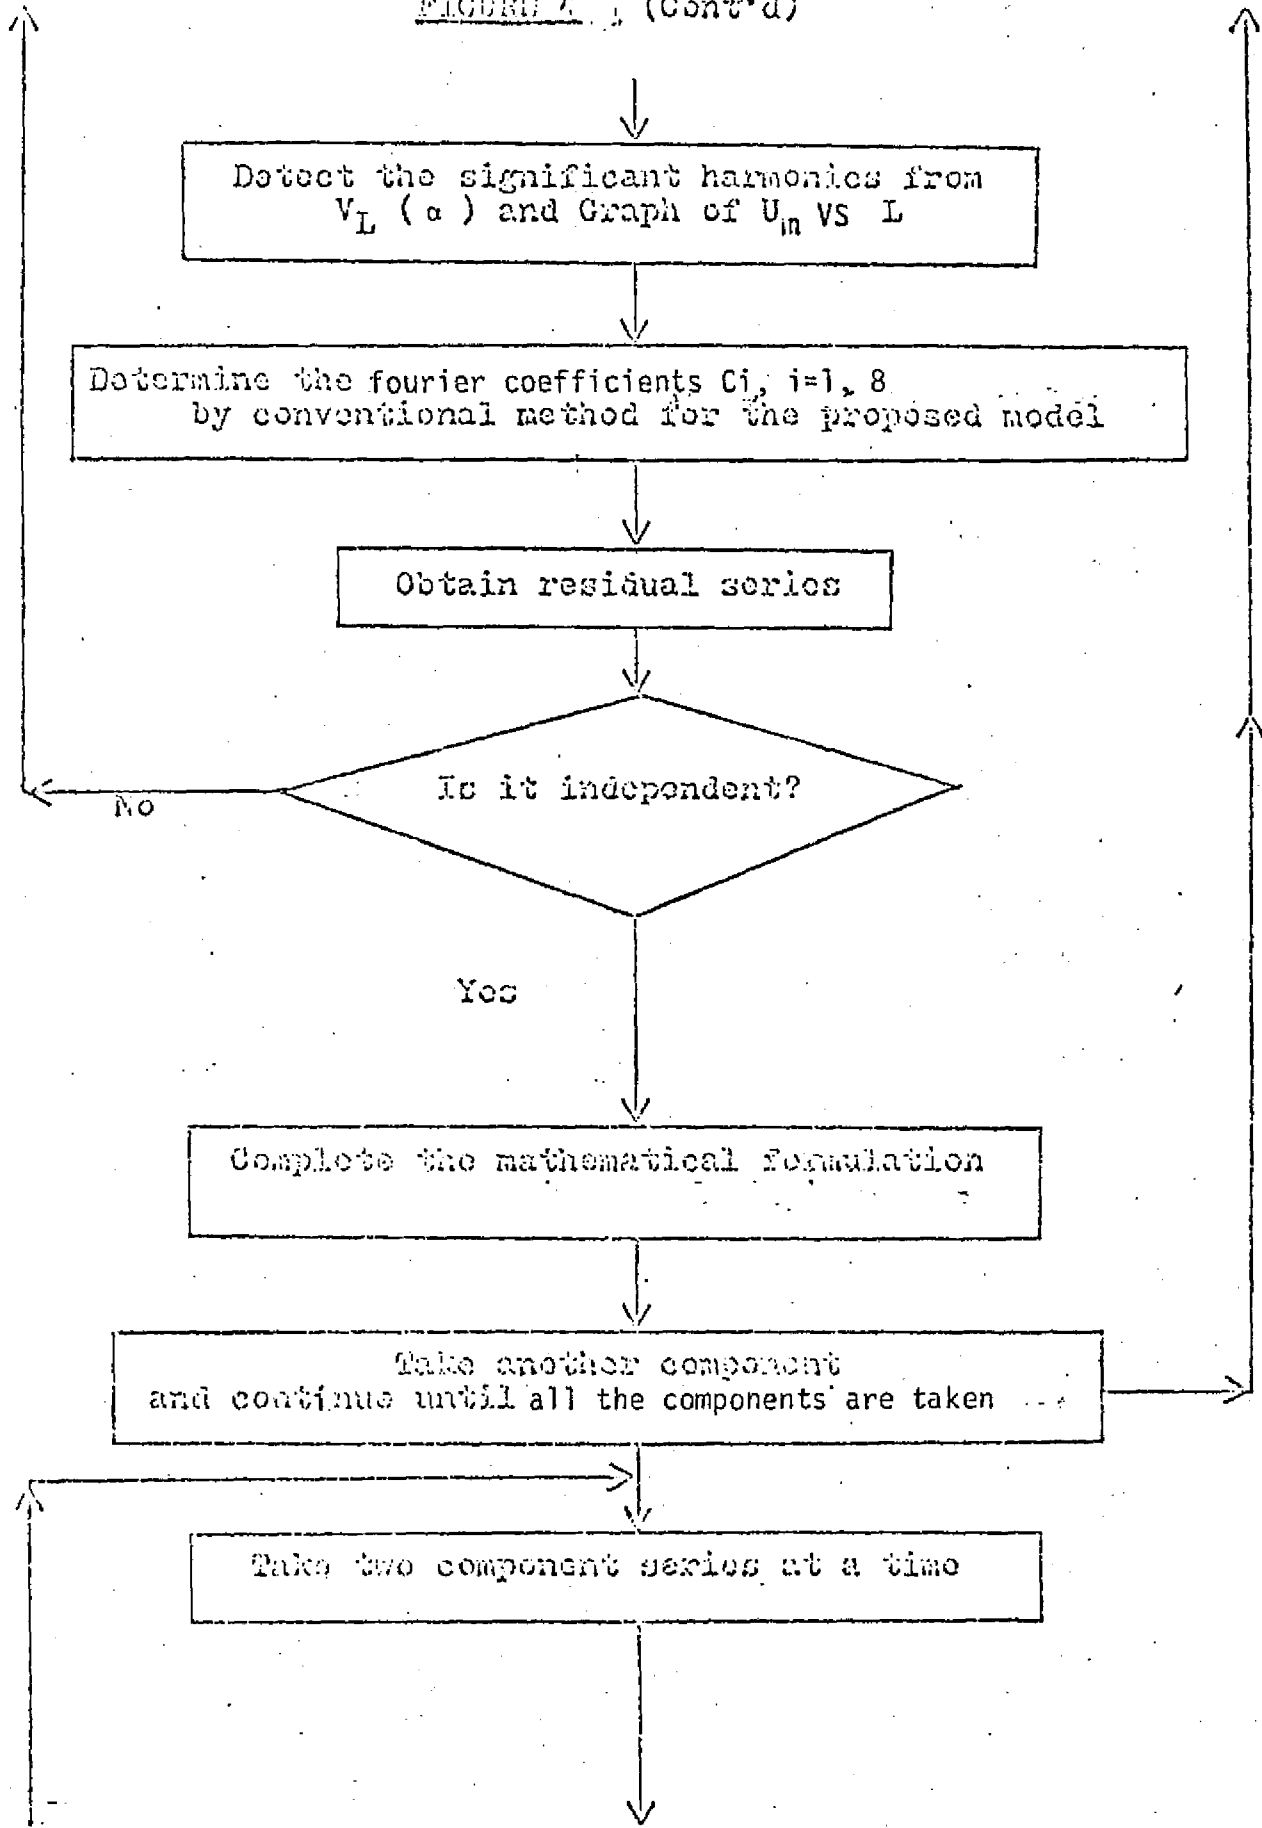 FIGURE 4 (Cont'd)
Detect the significant harmonics from
V_L (α) and Graph of U_m VS L
Determine the fourier coefficients Ci, i=1, 8
by conventional method for the proposed model
Obtain residual series
Is it independent?
No
Yes
Complete the mathematical formulation
Take another component
and continue until all the components are taken
Take two component series at a time